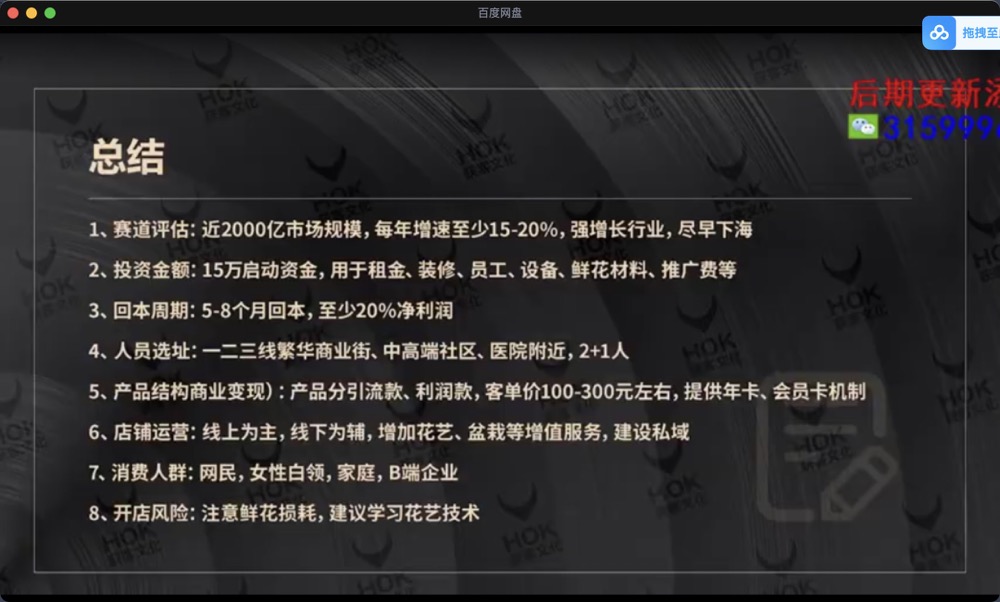 百度网盘
拖拽至
后期更新
315999
总结
1、赛道评估：近2000亿市场规模，每年增速至少15-20%，强增长行业，尽早下海
2、投资金额：15万启动资金，用于租金、装修、员工、设备、鲜花材料、推广费等
3、回本周期：5-8个月回本，至少20%净利润
4、人员选址：一二三线繁华商业街、中高端社区、医院附近，2+1人
5、产品结构商业变现）：产品分引流款、利润款，客单价100-300元左右，提供年卡、会员卡机制
6、店铺运营：线上为主，线下为辅，增加花艺、盆栽等增值服务，建设私域
7、消费人群：网民，女性白领，家庭，B端企业
8、开店风险：注意鲜花损耗，建议学习花艺技术
HOK
获客文化